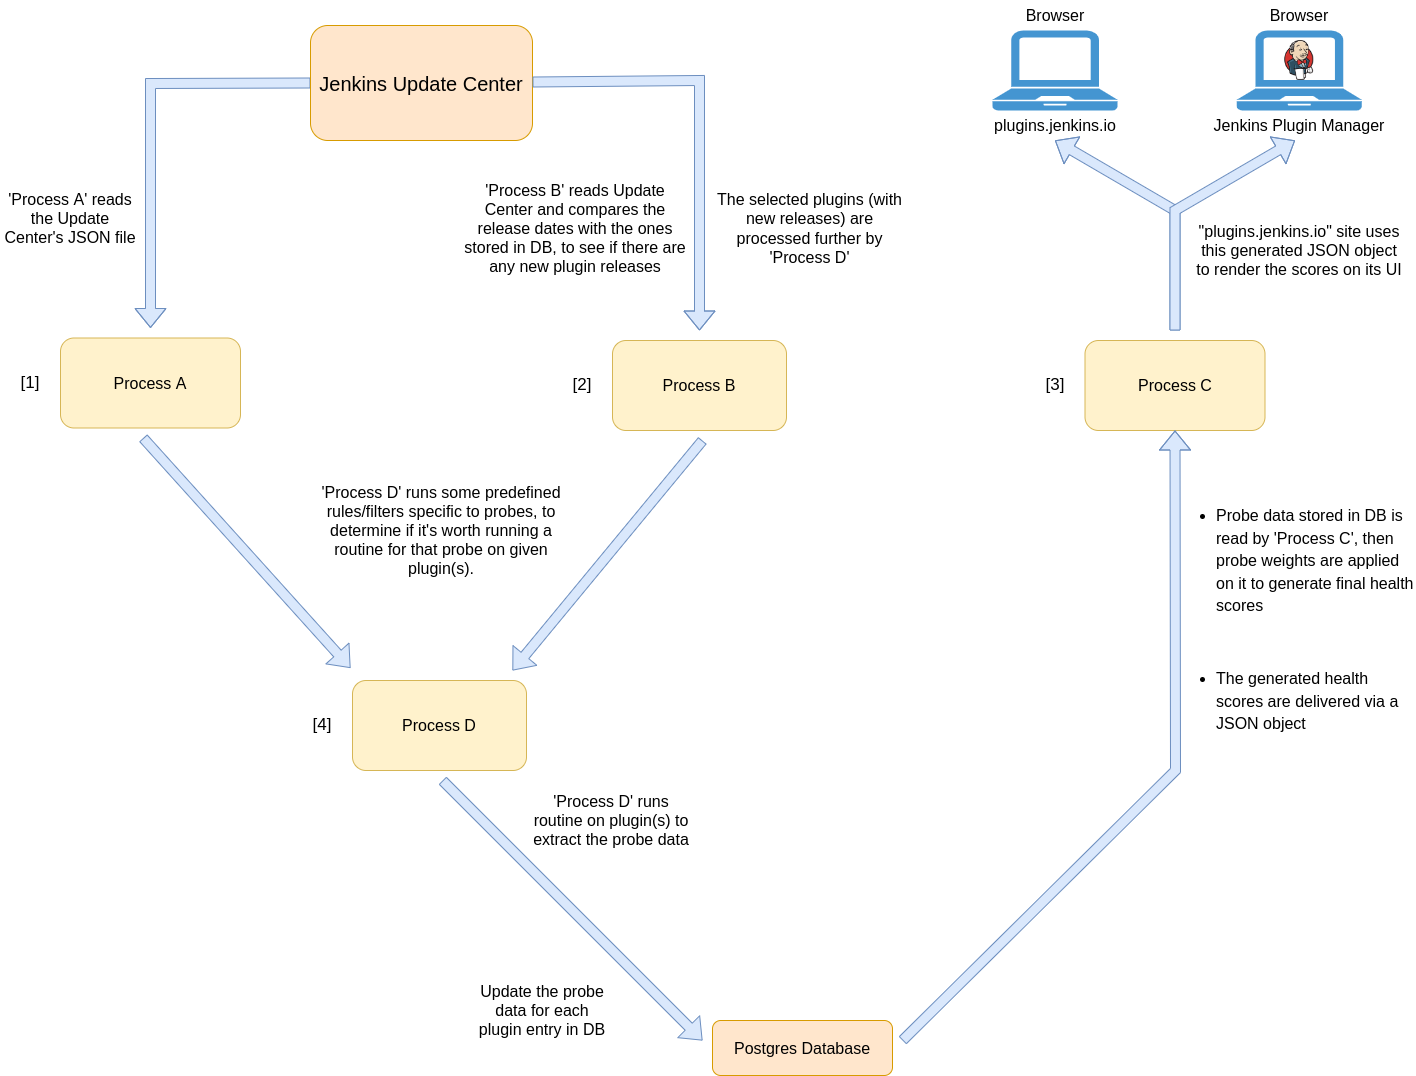 Browser
Browser
Jenkins Update Center
plugins.jenkins.io
Jenkins Plugin Manager
'Process A' reads
the Update
Center's JSON file
'Process B' reads Update
Center and compares the
release dates with the ones
stored in DB, to see if there are
any new plugin releases
The selected plugins (with
new releases) are
processed further by
'Process D'
"plugins.jenkins.io" site uses
this generated JSON object
to render the scores on its UI
[1]
Process A
[2]
Process B
[3]
Process C
'Process D' runs some predefined
rules/filters specific to probes, to
determine if it's worth running a
routine for that probe on given
plugin(s).
• Probe data stored in DB is
read by 'Process C', then
probe weights are applied
on it to generate final health
scores
• The generated health
scores are delivered via a
JSON object
[4]
Process D
'Process D' runs
routine on plugin(s) to
extract the probe data
Update the probe
data for each
plugin entry in DB
Postgres Database